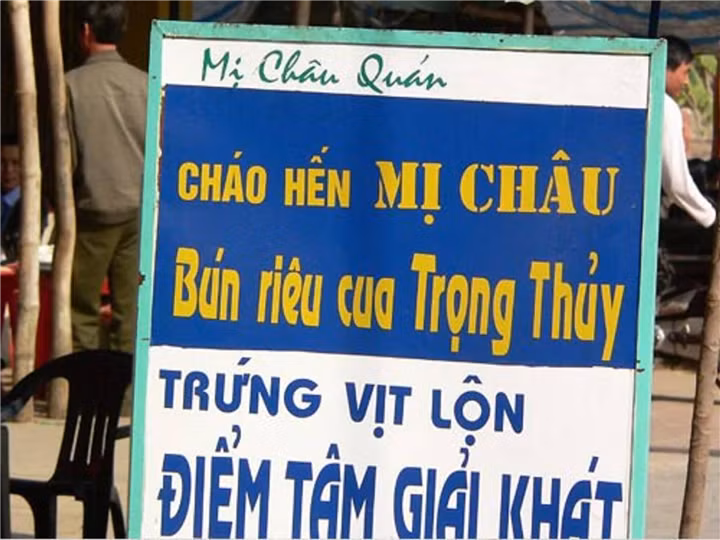 Mị Châu Quán
CHÁO HẾN MỊ CHÂU
Bún riêu cua Trọng Thủy
TRỨNG VỊT LỘN
ĐIỂM TÂM GIẢI KHÁT